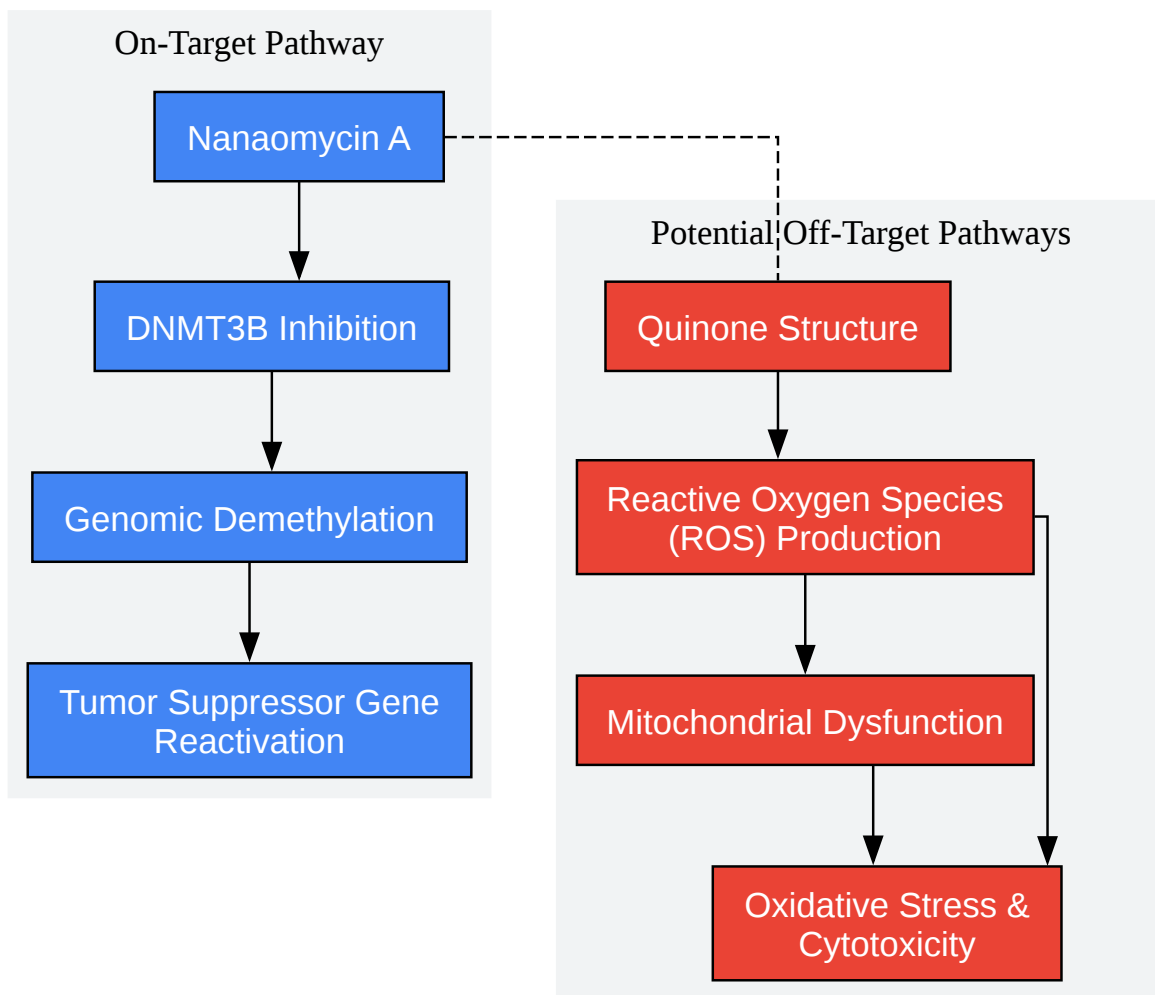 On-Target Pathway
Nanaomycin A
DNMT3B Inhibition
Genomic Demethylation
Tumor Suppressor Gene
Reactivation
Potential Off-Target Pathways
Quinone Structure
Reactive Oxygen Species
(ROS) Production
Mitochondrial Dysfunction
Oxidative Stress &
Cytotoxicity